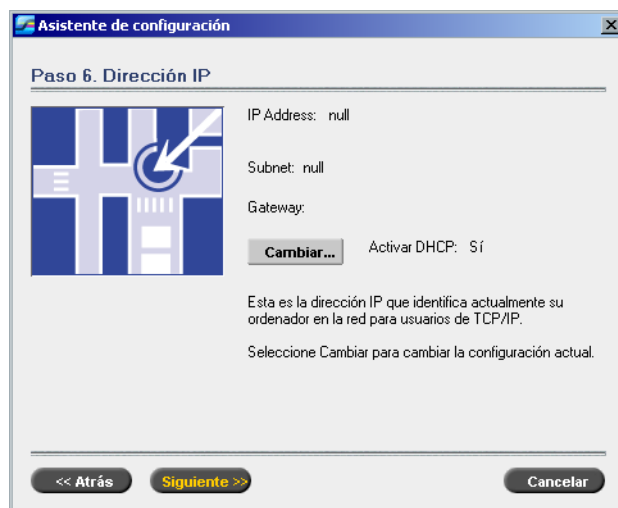 Asistente de configuración
Paso 6. Dirección IP
IP Address: null
Subnet: null
Gateway:
Cambiar... Activar DHCP: Sí
Esta es la dirección IP que identifica actualmente su
ordenador en la red para usuarios de TCP/IP.
Seleccione Cambiar para cambiar la configuración actual.
<< Atrás Siguiente >> Cancelar